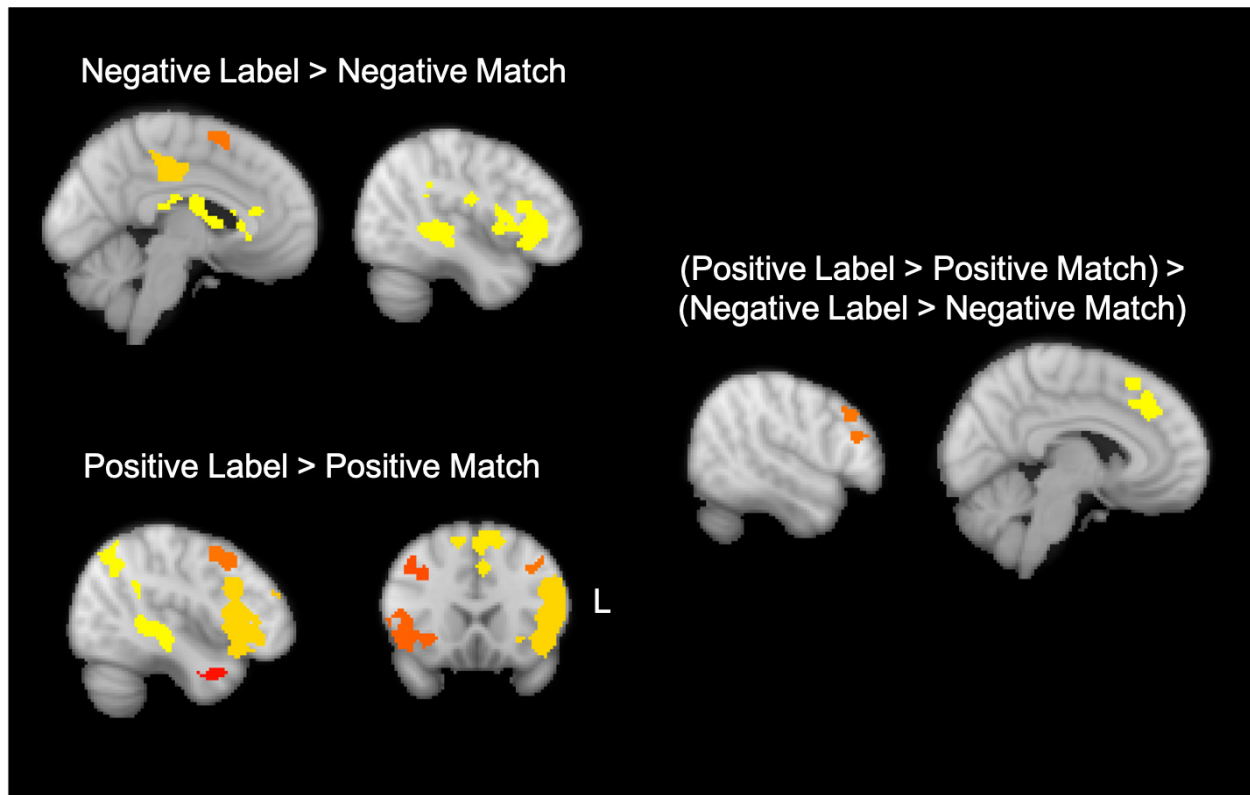 Negative Label > Negative Match
(Positive Label > Positive Match) >
(Negative Label > Negative Match)
Positive Label > Positive Match
L